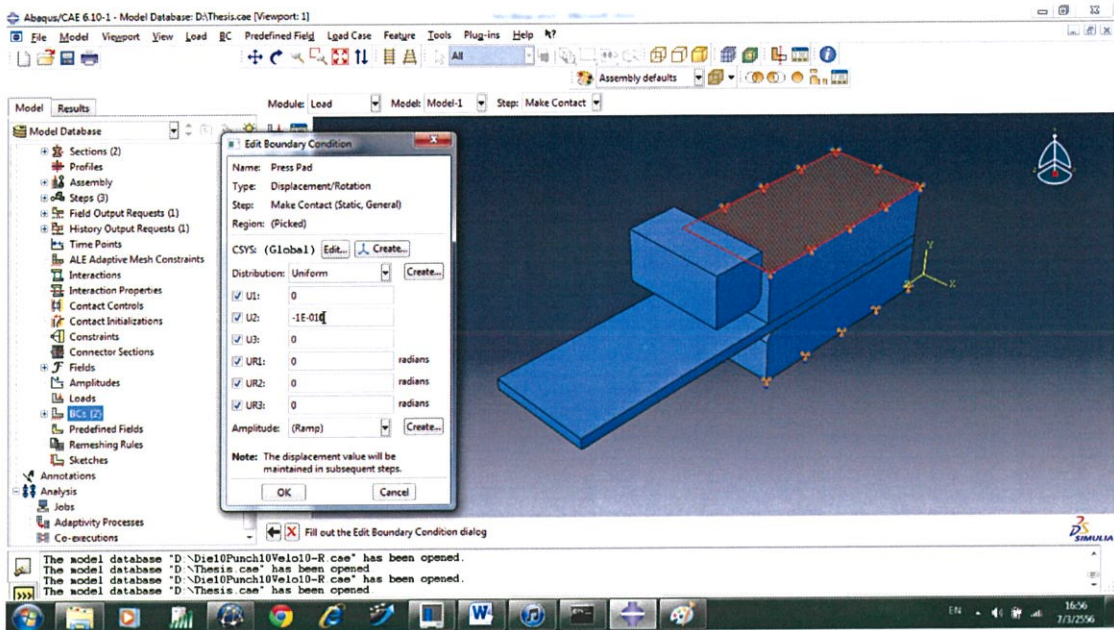 Abaqus/CAE 6.10-1 - Model Database: D:\Thesis.cae [Viewport: 1]
File Model Viewport View Load BC Predefined Field Load Case Feature Tools Plug-ins Help
All
Assembly defaults
Model Results
Module: Load Model: Model-1 Step: Make Contact
Model Database
Sections (2)
Profiles
Assembly
Steps (3)
Field Output Requests (1)
History Output Requests (1)
Time Points
ALE Adaptive Mesh Constraints
Interactions
Interaction Properties
Contact Controls
Contact Initializations
Constraints
Connector Sections
Fields
Amplitudes
Loads
BCs (2)
Predefined Fields
Remeshing Rules
Sketches
Annotations
Analysis
Jobs
Adaptivity Processes
Co-executions
Edit Boundary Condition
Name: Press Pad
Type: Displacement/Rotation
Step: Make Contact (Static, General)
Region: (Picked)
CSYS: (Global) Edit... Create...
Distribution: Uniform Create...
U1: 0
U2:
U3: 0
UR1: 0 radians
UR2: 0 radians
UR3: 0 radians
Amplitude: (Ramp) Create...
Note: The displacement value will be
maintained in subsequent steps.
OK Cancel
Y
X
Fill out the Edit Boundary Condition dialog
SIMULIA
The model database "D:\Die10Punch10Velo10-R.cae" has been opened.
The model database "D:\Thesis.cae" has been opened.
The model database "D:\Die10Punch10Velo10-R.cae" has been opened.
The model database "D:\Thesis.cae" has been opened.
EN 16:56
7/3/2556